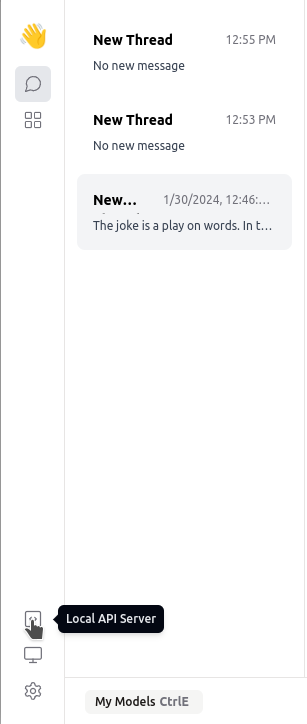 New Thread 12:55 PM
No new message
New Thread 12:53 PM
No new message
New... 1/30/2024, 12:46:...
The joke is a play on words. In t...
Local API Server
My Models CtrlE